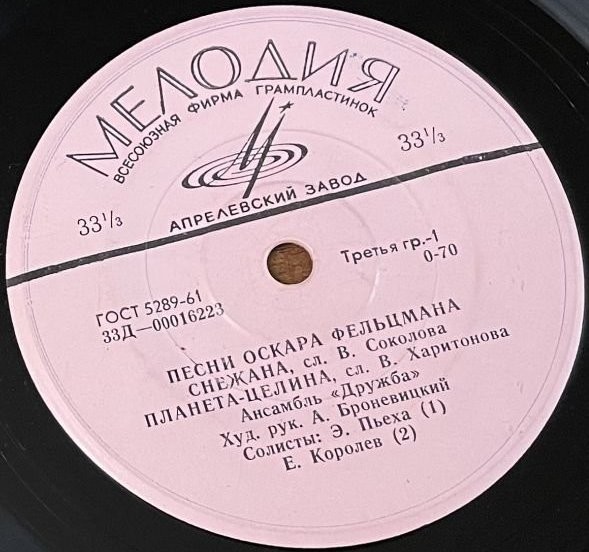 МЕЛОДИЯ
ВСЕСОЮЗНАЯ ФИРМА ГРАМПЛАСТИНОК
33⅓
33⅓
АПРЕЛЕВСКИЙ ЗАВОД
Третья гр.-1
0-70
ГОСТ 5289-61
33Д—00016223
ПЕСНИ ОСКАРА ФЕЛЬЦМАНА
СНЕЖАНА, сл. В. Соколова
ПЛАНЕТА-ЦЕЛИНА, сл. В. Харитонова
Ансамбль «Дружба»
Худ. рук. А. Броневицкий
Солисты: Э. Пьеха (1)
Е. Королев (2)